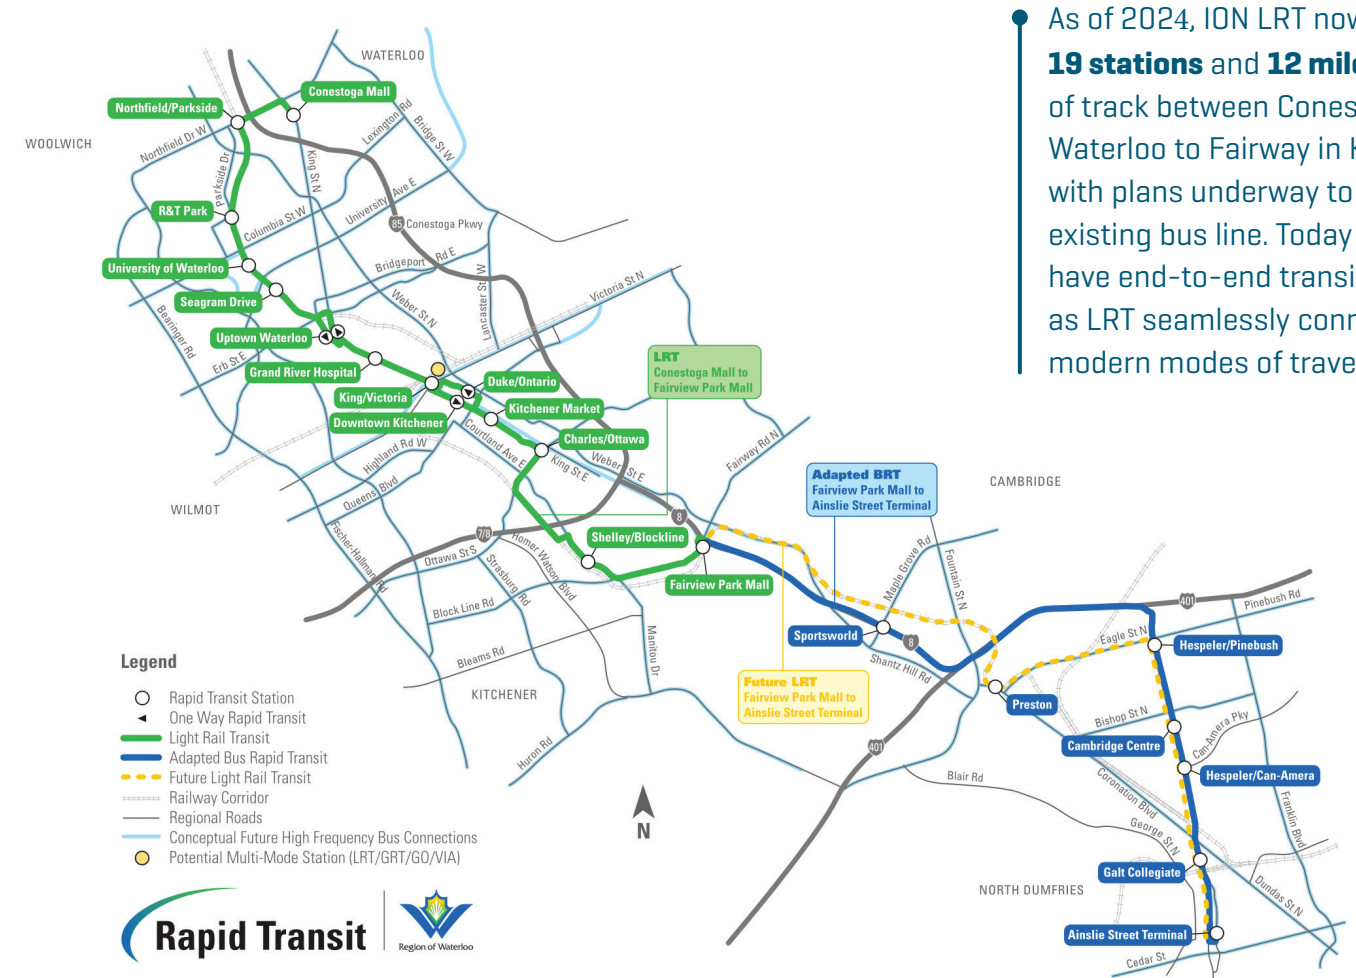 As of 2024, ION LRT now
19 stations and 12 mile
of track between Cones
Waterloo to Fairway in K
with plans underway to
existing bus line. Today
have end-to-end transi
as LRT seamlessly conn
modern modes of trave
WATERLOO
WOOLWICH
Conestoga Mall
Northfield/Parkside
Northfield Dr W
Parkside Dr
King St N
Lexington Rd
Bridge St W
University Ave E
R&T Park
Columbia St W
85
Conestoga Pkwy
University of Waterloo
Bridgeport Rd E
Seagram Drive
Weber St N
Lancaster St W
Victoria St N
Bearinger Rd
Uptown Waterloo
Erb St E
Grand River Hospital
King/Victoria
Duke/Ontario
Downtown Kitchener
Kitchener Market
LRT
Conestoga Mall to
Fairview Park Mall
Charles/Ottawa
Courtland Ave E
King St E
Weber St E
Highland Rd W
Queens Blvd
Fairway Rd N
WILMOT
Fischer-Hallman Rd
7/8
8
Adapted BRT
Fairview Park Mall to
Ainslie Street Terminal
CAMBRIDGE
Shelley/Blockline
Homer Watson Blvd
Ottawa St S
Strasburg Rd
Fairview Park Mall
Block Line Rd
Maple Grove Rd
Fountain St N
Bleams Rd
Manitou Dr
Sportsworld
8
Shantz Hill Rd
401
Pinebush Rd
Eagle St N
Hespeler/Pinebush
KITCHENER
Future LRT
Fairview Park Mall to
Ainslie Street Terminal
Preston
Huron Rd
Bishop St N
Cambridge Centre
Can-Amera Pky
401
Blair Rd
Hespeler/Can-Amera
Coronation Blvd
Franklin Blvd
George St N
Galt Collegiate
NORTH DUMFRIES
Dundas St N
Ainslie Street Terminal
Cedar St
N
Legend
Rapid Transit Station
One Way Rapid Transit
Light Rail Transit
Adapted Bus Rapid Transit
Future Light Rail Transit
Railway Corridor
Regional Roads
Conceptual Future High Frequency Bus Connections
Potential Multi-Mode Station (LRT/GRT/GO/VIA)
Rapid Transit
Region of Waterloo